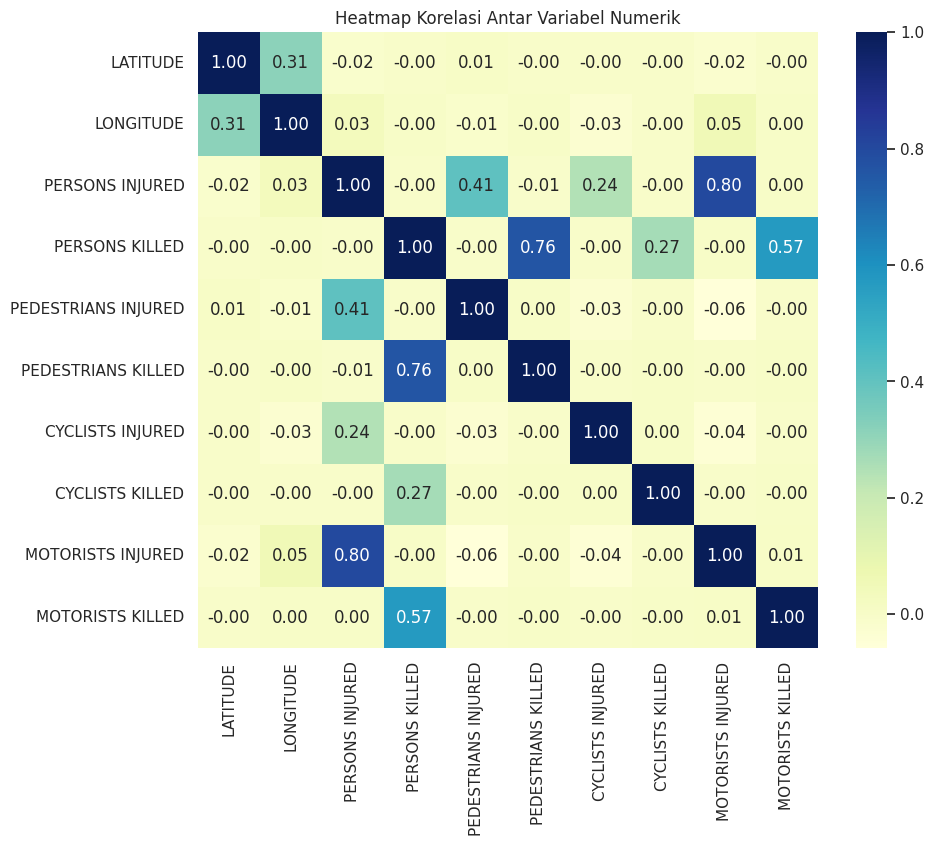 Heatmap Korelasi Antar Variabel Numerik
LATITUDE 1.00 0.31 -0.02 -0.00 0.01 -0.00 -0.00 -0.00 -0.02 -0.00
LONGITUDE 0.31 1.00 0.03 -0.00 -0.01 -0.00 -0.03 -0.00 0.05 0.00
PERSONS INJURED -0.02 0.03 1.00 -0.00 0.41 -0.01 0.24 -0.00 0.80 0.00
PERSONS KILLED -0.00 -0.00 -0.00 1.00 -0.00 0.76 -0.00 0.27 -0.00 0.57
PEDESTRIANS INJURED 0.01 -0.01 0.41 -0.00 1.00 0.00 -0.03 -0.00 -0.06 -0.00
PEDESTRIANS KILLED -0.00 -0.00 -0.01 0.76 0.00 1.00 -0.00 -0.00 -0.00 -0.00
CYCLISTS INJURED -0.00 -0.03 0.24 -0.00 -0.03 -0.00 1.00 0.00 -0.04 -0.00
CYCLISTS KILLED -0.00 -0.00 -0.00 0.27 -0.00 -0.00 0.00 1.00 -0.00 -0.00
MOTORISTS INJURED -0.02 0.05 0.80 -0.00 -0.06 -0.00 -0.04 -0.00 1.00 0.01
MOTORISTS KILLED -0.00 0.00 0.00 0.57 -0.00 -0.00 -0.00 -0.00 0.01 1.00
LATITUDE
LONGITUDE
PERSONS INJURED
PERSONS KILLED
PEDESTRIANS INJURED
PEDESTRIANS KILLED
CYCLISTS INJURED
CYCLISTS KILLED
MOTORISTS INJURED
MOTORISTS KILLED
1.0
0.8
0.6
0.4
0.2
0.0